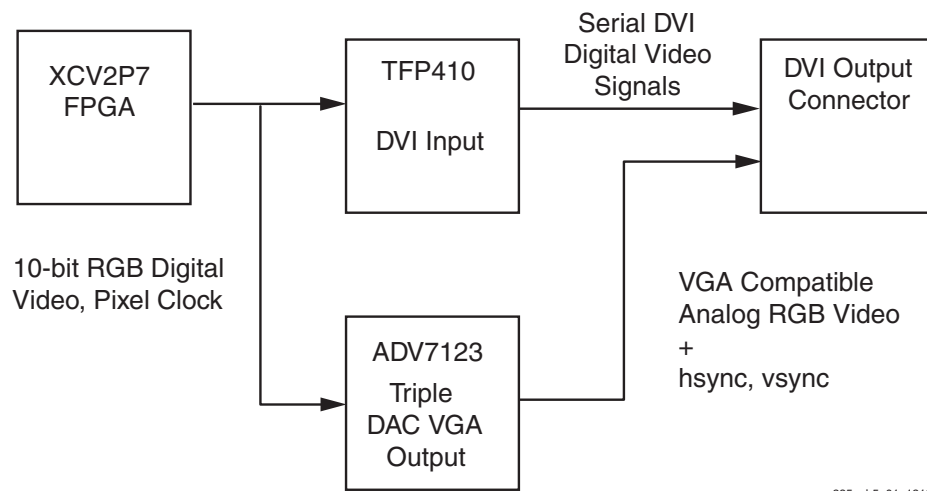 XCV2P7
FPGA
TFP410
DVI Input
Serial DVI
Digital Video
Signals
DVI Output
Connector
10-bit RGB Digital
Video, Pixel Clock
ADV7123
Triple
DAC VGA
Output
VGA Compatible
Analog RGB Video
+
hsync, vsync